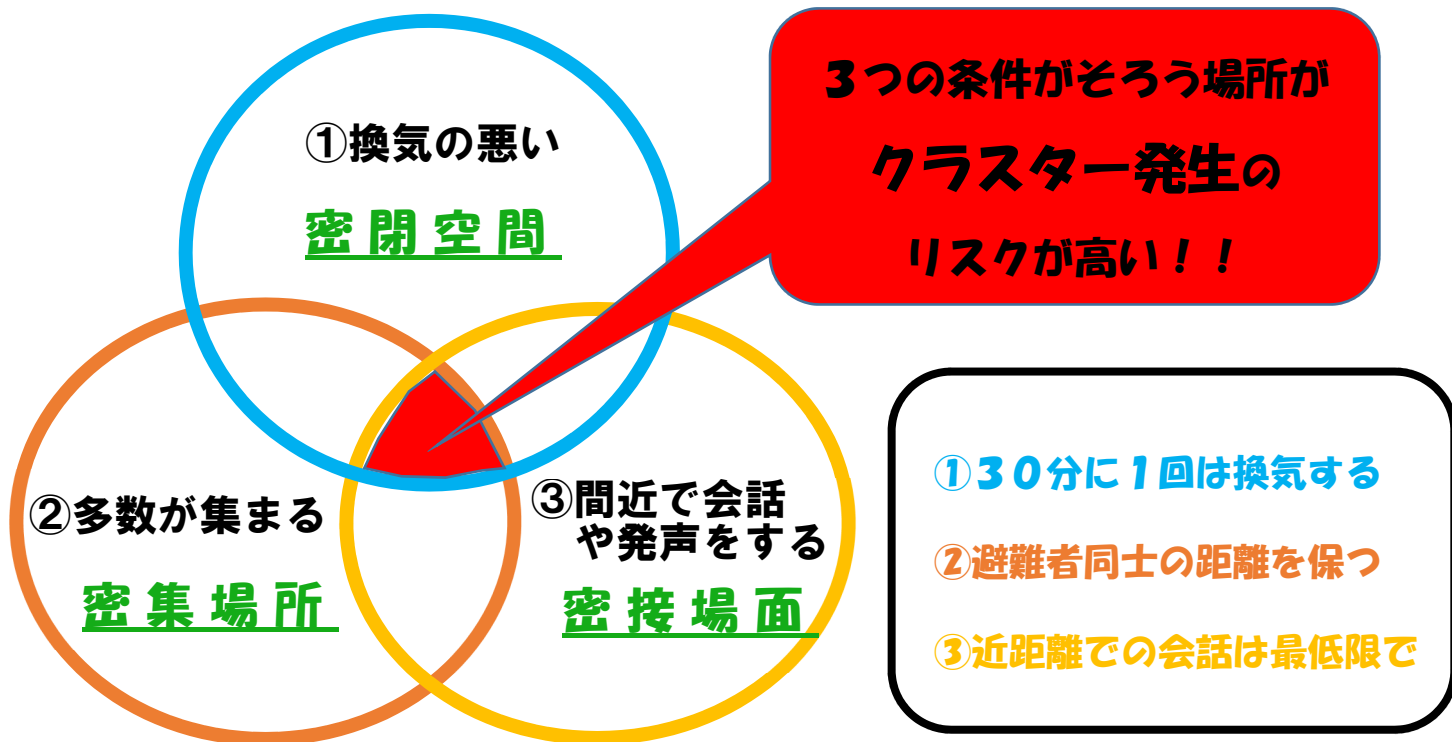 ①換気の悪い
密閉空間
３つの条件がそろう場所が
クラスター発生の
リスクが高い！！
②多数が集まる
密集場所
③間近で会話
や発声をする
密接場面
①３０分に１回は換気する
②避難者同士の距離を保つ
③近距離での会話は最低限で